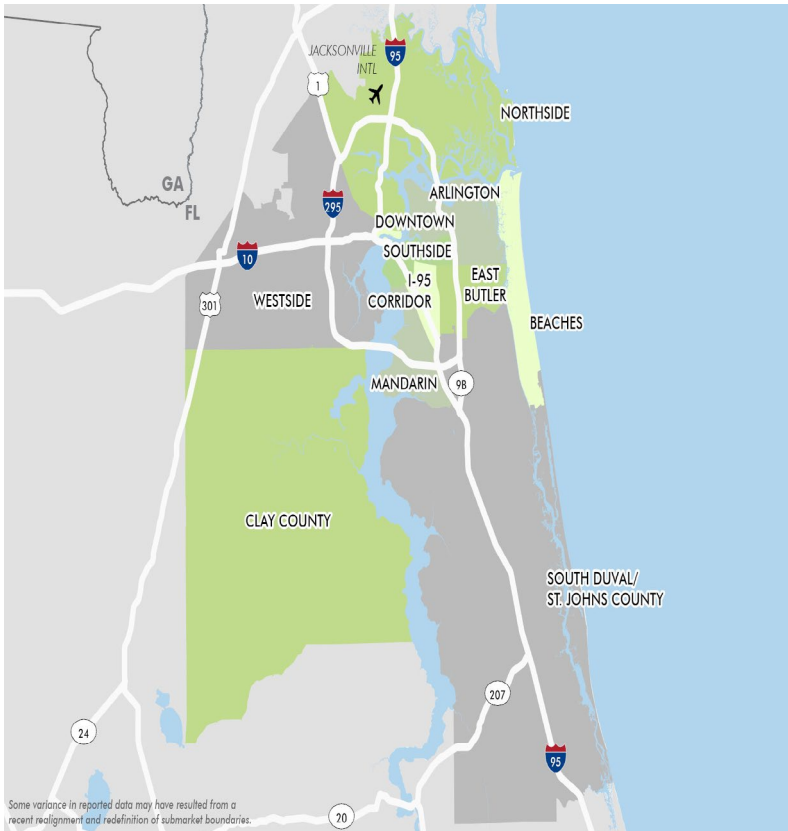 JACKSONVILLE
INTL
95
1
NORTHSIDE
GA
FL
295
ARLINGTON
DOWNTOWN
SOUTHSIDE
10
I-95
CORRIDOR
EAST
BUTLER
301
WESTSIDE
BEACHES
MANDARIN
9B
CLAY COUNTY
SOUTH DUVAL/
ST. JOHNS COUNTY
207
24
95
Some variance in reported data may have resulted from a
recent realignment and redefinition of submarket boundaries.
20